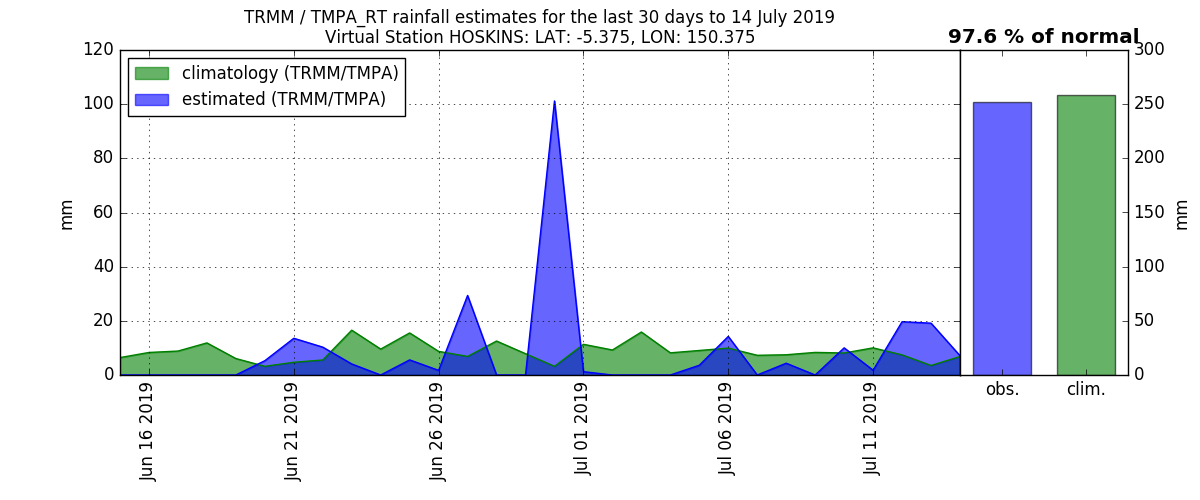 TRMM / TMPA_RT rainfall estimates for the last 30 days to 14 July 2019
Virtual Station HOSKINS: LAT: -5.375, LON: 150.375
97.6 % of normal
climatology (TRMM/TMPA)
estimated (TRMM/TMPA)
120
100
80
60
40
20
0
mm
Jun 16 2019
Jun 21 2019
Jun 26 2019
Jul 01 2019
Jul 06 2019
Jul 11 2019
obs.
clim.
300
250
200
150
100
50
0
mm